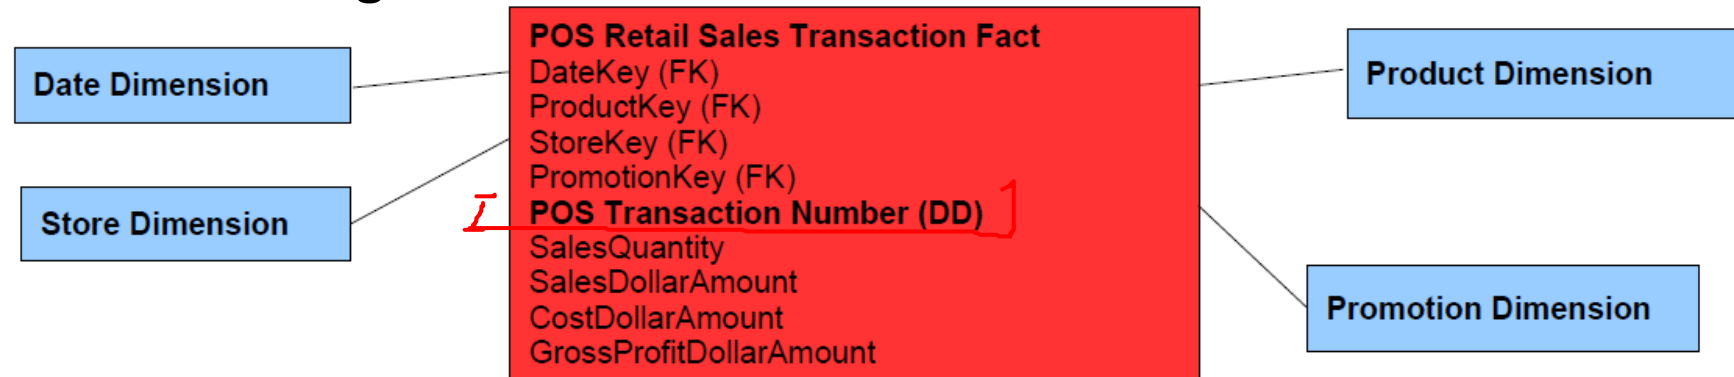 POS Retail Sales Transaction Fact
DateKey (FK)
ProductKey (FK)
StoreKey (FK)
PromotionKey (FK)
POS Transaction Number (DD)
SalesQuantity
SalesDollarAmount
CostDollarAmount
GrossProfitDollarAmount
Date Dimension
Store Dimension
Product Dimension
Promotion Dimension